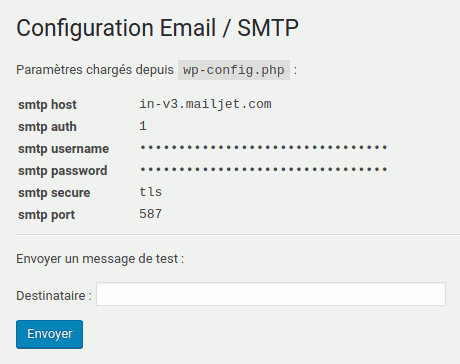 Configuration Email / SMTP
Paramètres chargés depuis wp-config.php :
smtp host in-v3.mailjet.com
smtp auth 1
smtp username ••••••••••••••••••••••••••••••••
smtp password ••••••••••••••••••••••••••••••••
smtp secure tls
smtp port 587
Envoyer un message de test :
Destinataire :
Envoyer